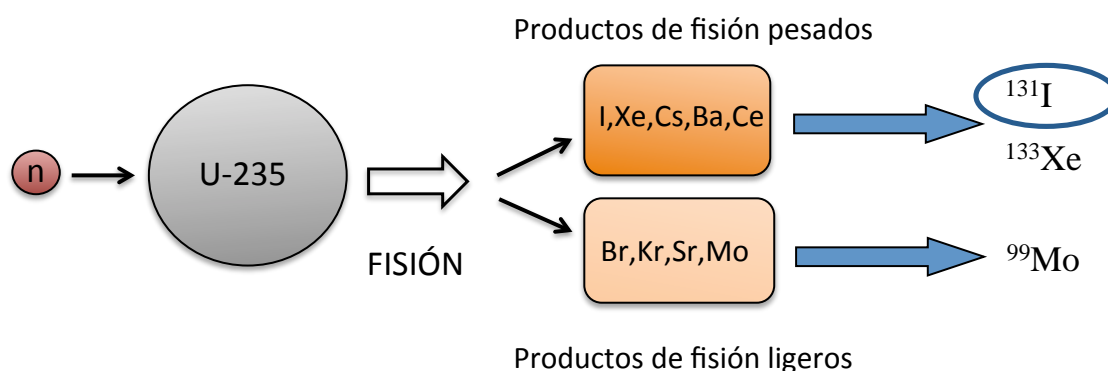 Productos de fisión pesados
n
U-235
FISIÓN
I,Xe,Cs,Ba,Ce
¹³¹I
¹³³Xe
Br,Kr,Sr,Mo
⁹⁹Mo
Productos de fisión ligeros